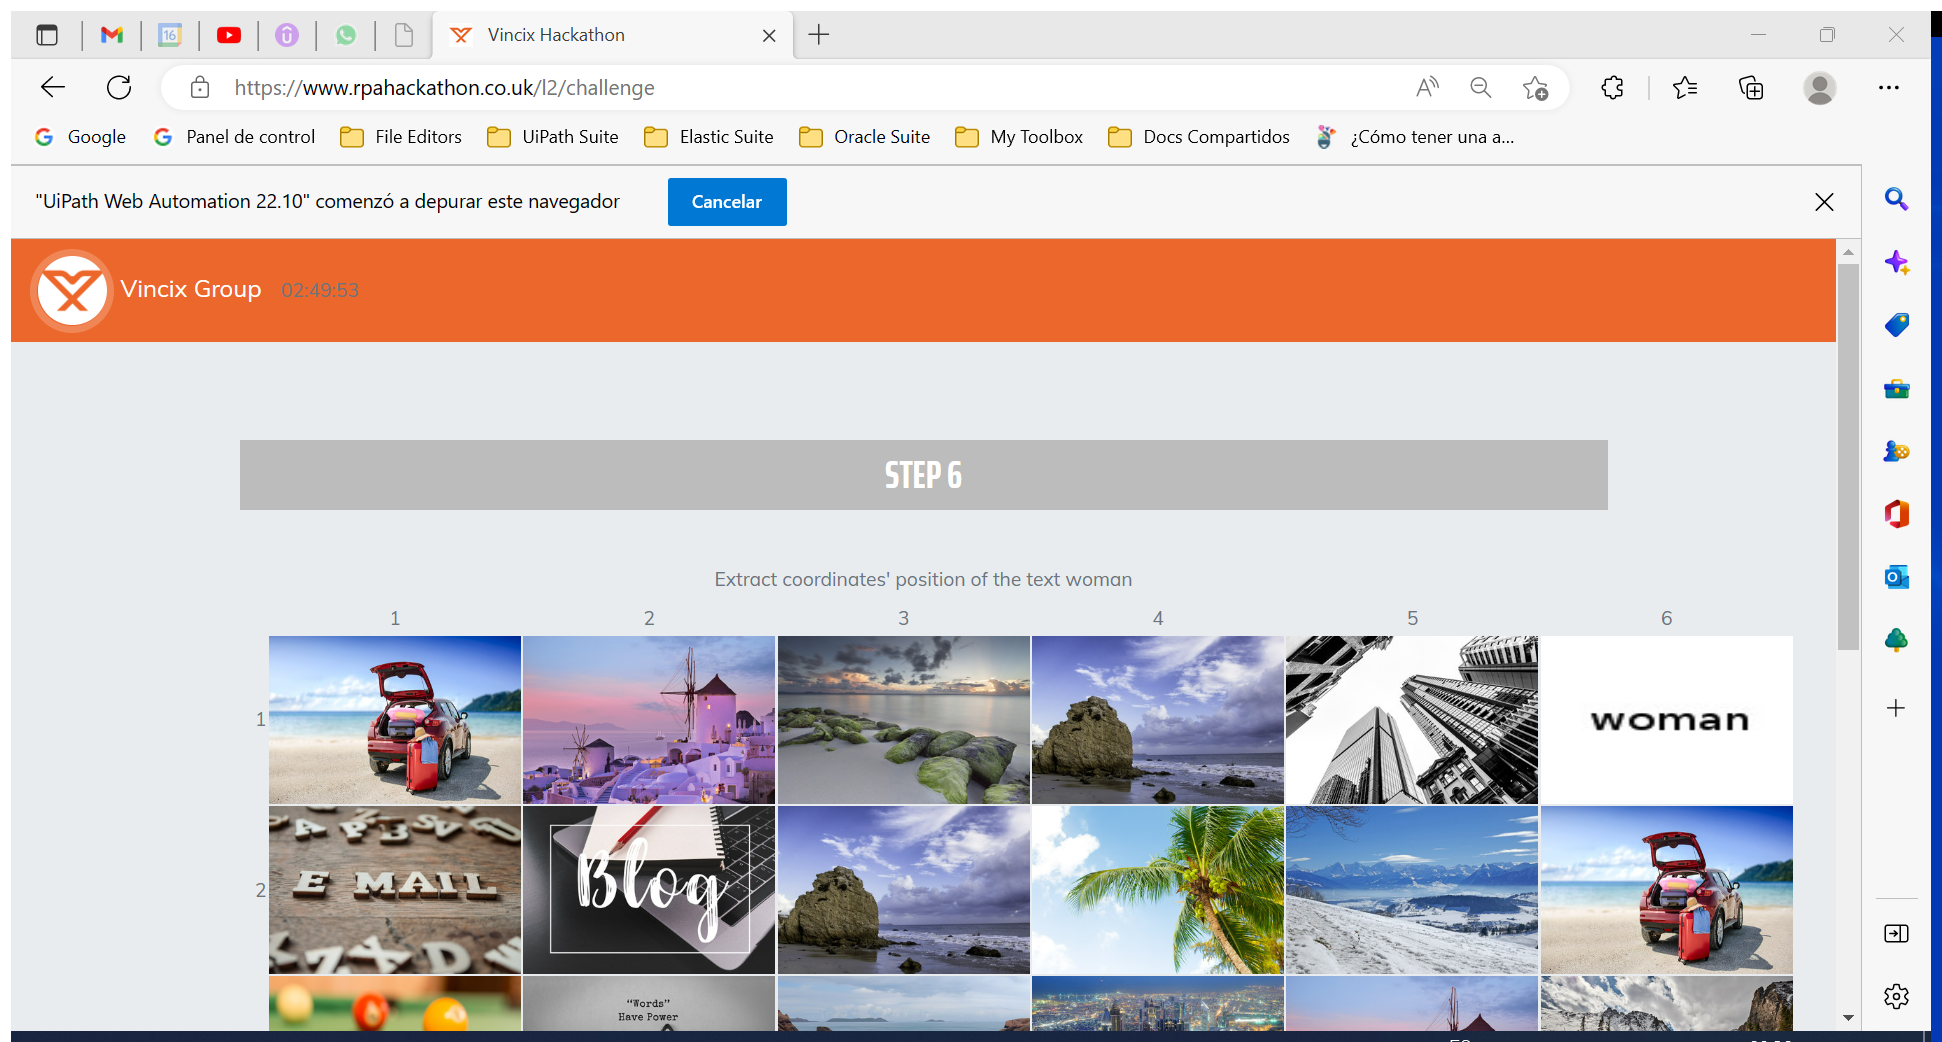 16
Vincix Hackathon
https://www.rpahackathon.co.uk/l2/challenge
Google
Panel de control
File Editors
UiPath Suite
Elastic Suite
Oracle Suite
My Toolbox
Docs Compartidos
¿Cómo tener una a...
"UiPath Web Automation 22.10" comenzó a depurar este navegador
Cancelar
Vincix Group 02:49:53
STEP 6
Extract coordinates' position of the text woman
1 2 3 4 5 6
1
woman
2
E MAIL
Blog
"Words"
Have Power